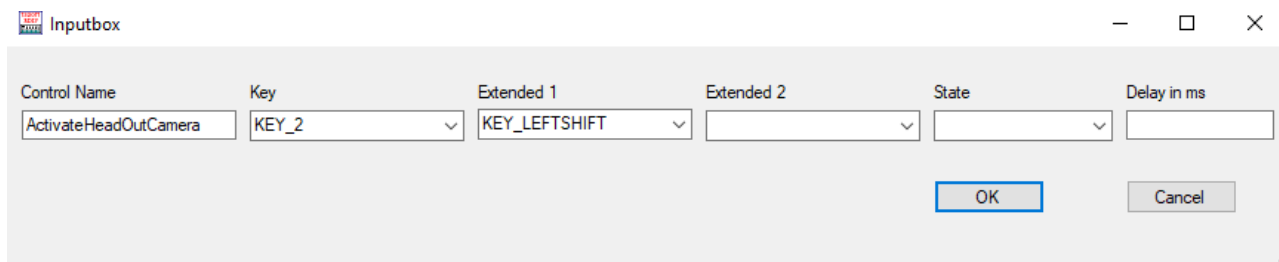 Inputbox
Control Name Key Extended 1 Extended 2 State Delay in ms
ActivateHeadOutCamera KEY_2 KEY_LEFTSHIFT
OK Cancel